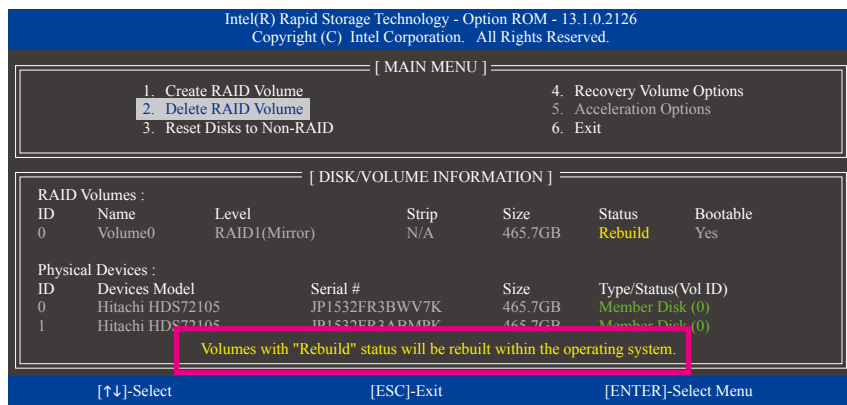 Intel(R) Rapid Storage Technology - Option ROM - 13.1.0.2126
Copyright (C) Intel Corporation. All Rights Reserved.
[ MAIN MENU ]
1. Create RAID Volume 4. Recovery Volume Options
2. Delete RAID Volume 5. Acceleration Options
3. Reset Disks to Non-RAID 6. Exit
[ DISK/VOLUME INFORMATION ]
RAID Volumes :
ID Name Level Strip Size Status Bootable
0 Volume0 RAID1(Mirror) N/A 465.7GB Rebuild Yes
Physical Devices :
ID Devices Model Serial # Size Type/Status(Vol ID)
0 Hitachi HDS72105 JP1532FR3BWV7K 465.7GB Member Disk (0)
1 Hitachi HDS72105 JP1532FR3ABMPK 465.7GB Member Disk (0)
Volumes with "Rebuild" status will be rebuilt within the operating system.
[↑↓]-Select [ESC]-Exit [ENTER]-Select Menu